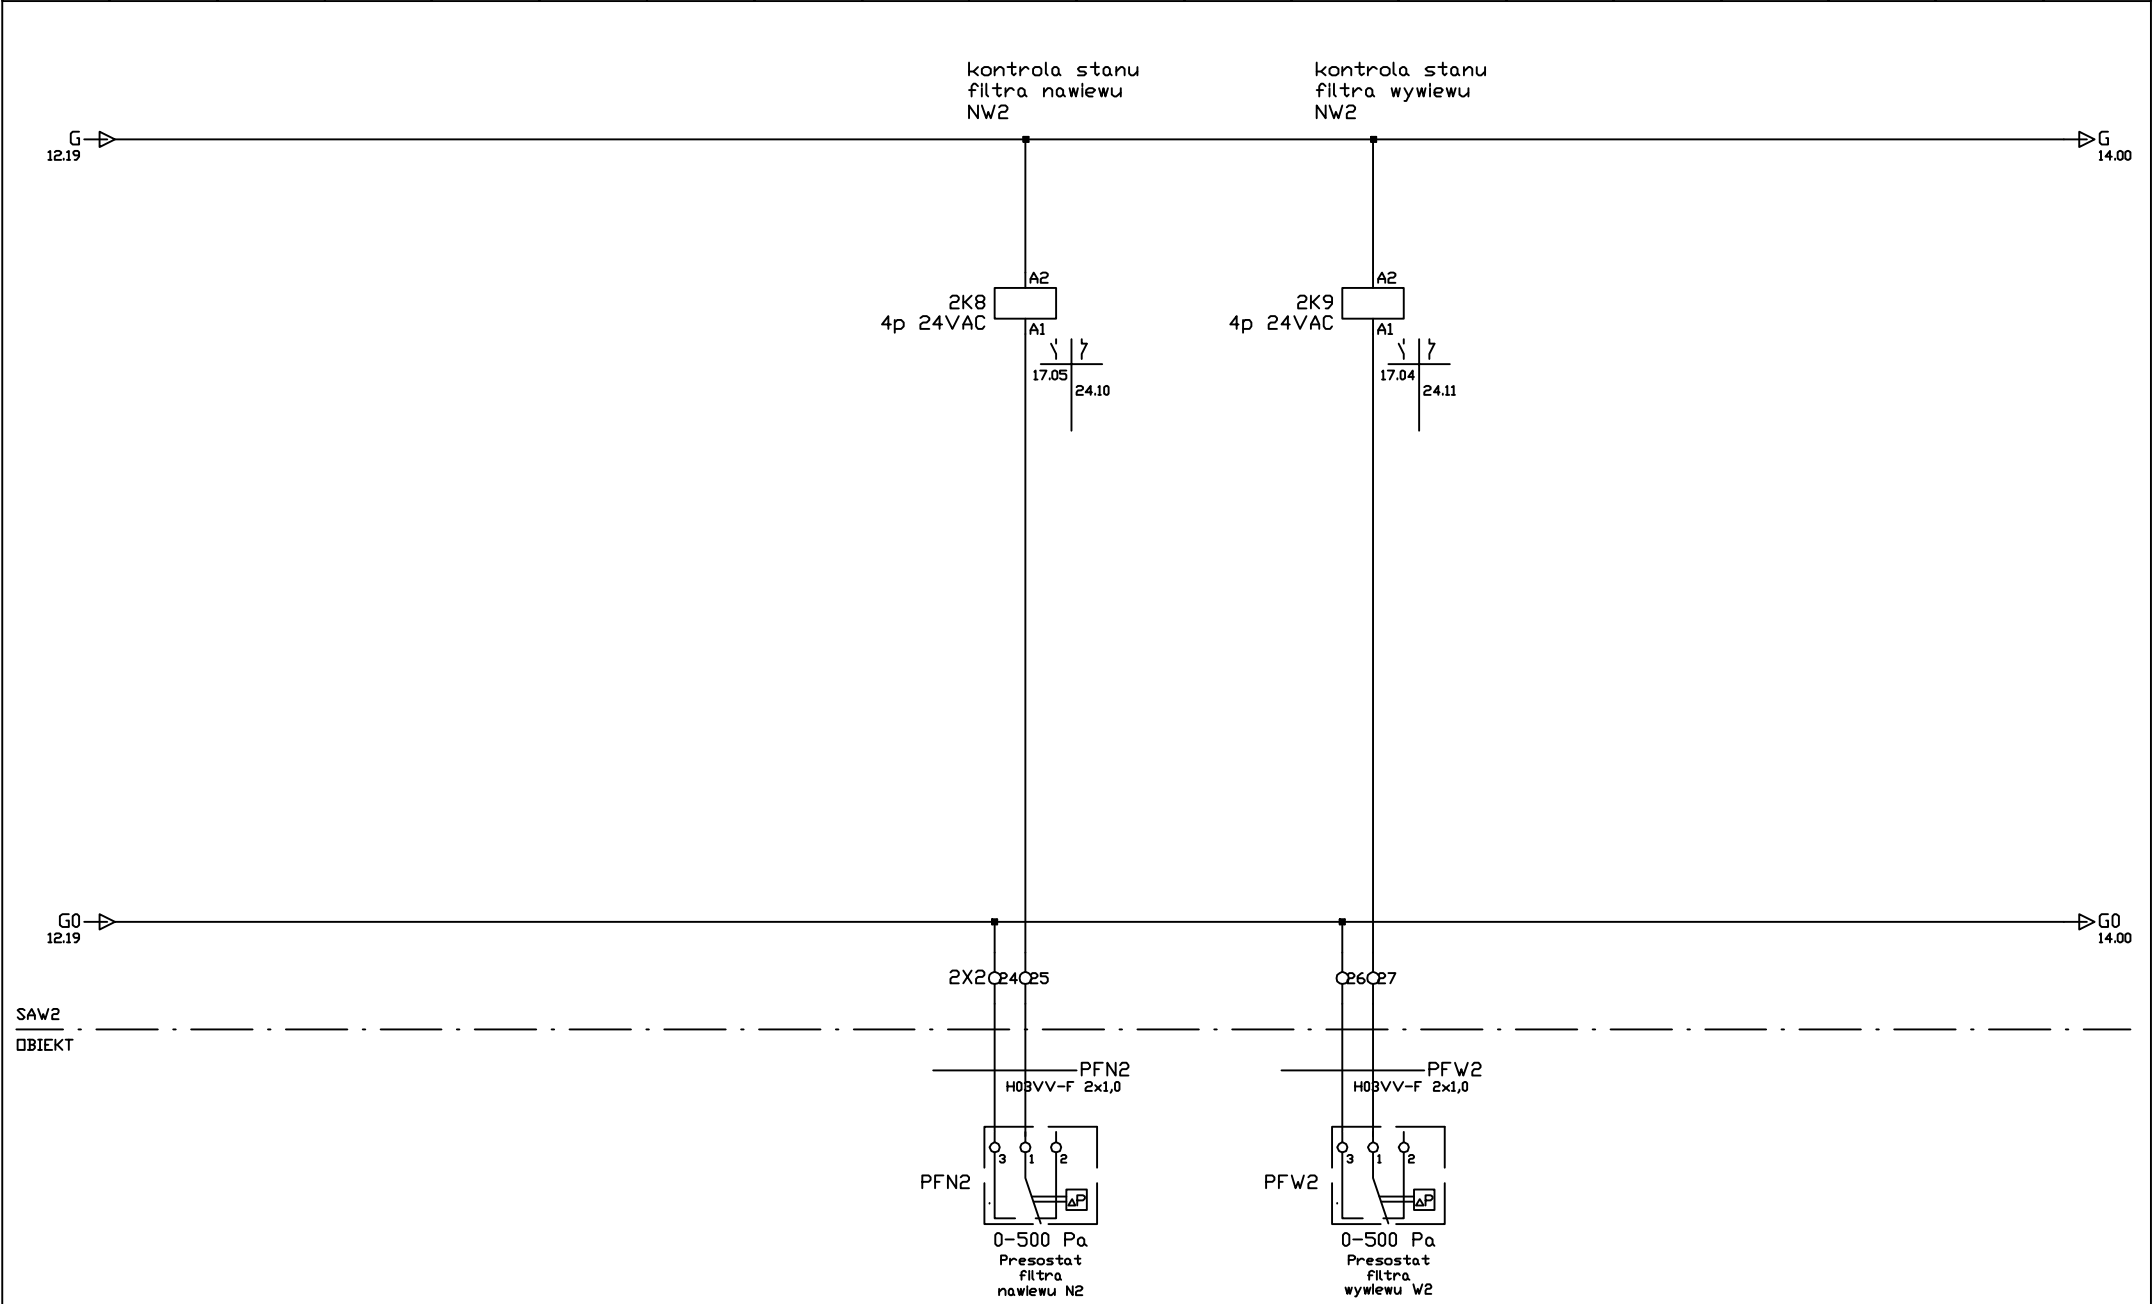 kontrola stanu
filtra nawiewu
NW2
kontrola stanu
filtra wywiewu
NW2
G
12.19
G
14.00
A2
2K8
4p 24VAC
A1
17.05
24.10
A2
2K9
4p 24VAC
A1
17.04
24.11
G0
12.19
G0
14.00
2X2 24 25
26 27
SAW2
OBIEKT
PFN2
H03VV-F 2x1,0
PFW2
H03VV-F 2x1,0
3 1 2
PFN2
ΔP
0-500 Pa
Presostat
filtra
nawiewu N2
3 1 2
PFW2
ΔP
0-500 Pa
Presostat
filtra
wywiewu W2